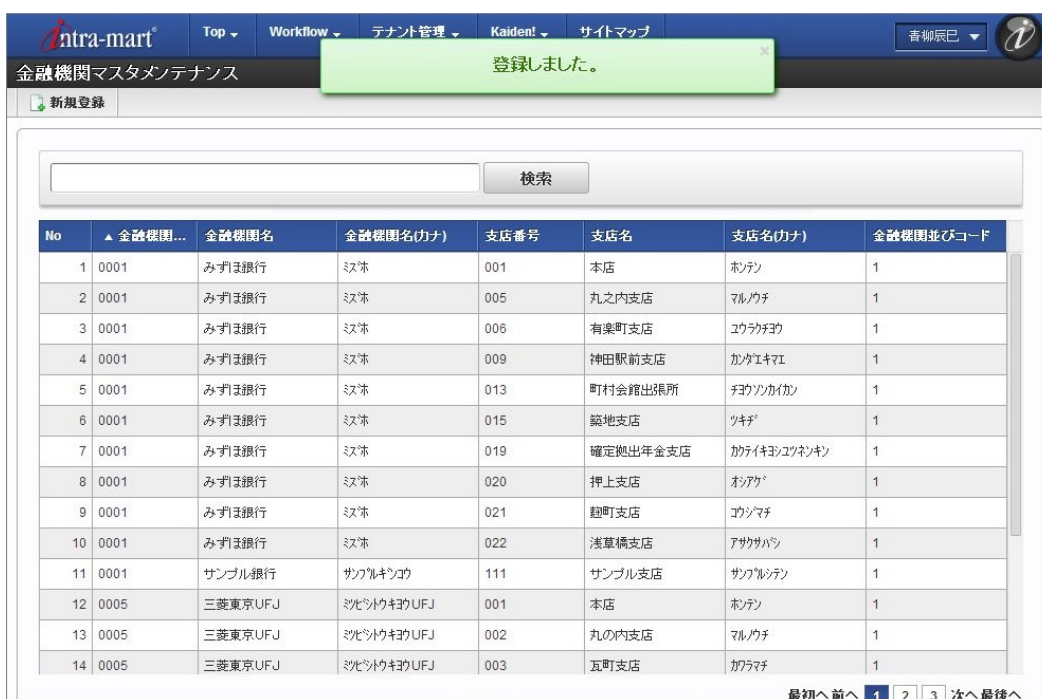 intra-mart® Top Workflow テナント管理 Kaiden! サイトマップ 青柳辰巳
登録しました。 ×
金融機関マスタメンテナンス
新規登録
検索
No ▲ 金融機関... 金融機関名 金融機関名(カナ) 支店番号 支店名 支店名(カナ) 金融機関並びコード
1 0001 みずほ銀行 ミズホ 001 本店 ホンテン 1
2 0001 みずほ銀行 ミズホ 005 丸之内支店 マルノウチ 1
3 0001 みずほ銀行 ミズホ 006 有楽町支店 ユウラクチヨウ 1
4 0001 みずほ銀行 ミズホ 009 神田駅前支店 カンダエキマエ 1
5 0001 みずほ銀行 ミズホ 013 町村会館出張所 チヨウソンカイカン 1
6 0001 みずほ銀行 ミズホ 015 築地支店 ツキヂ 1
7 0001 みずほ銀行 ミズホ 019 確定拠出年金支店 カクテイキヨシユツネンキン 1
8 0001 みずほ銀行 ミズホ 020 押上支店 オシアゲ 1
9 0001 みずほ銀行 ミズホ 021 麹町支店 コウジマチ 1
10 0001 みずほ銀行 ミズホ 022 浅草橋支店 アサクサバシ 1
11 0001 サンプル銀行 サンプルギンコウ 111 サンプル支店 サンプルシテン 1
12 0005 三菱東京UFJ ミツビシトウキヨウUFJ 001 本店 ホンテン 1
13 0005 三菱東京UFJ ミツビシトウキヨウUFJ 002 丸の内支店 マルノウチ 1
14 0005 三菱東京UFJ ミツビシトウキヨウUFJ 003 瓦町支店 カワラマチ 1
最初へ 前へ 1 2 3 次へ 最後へ